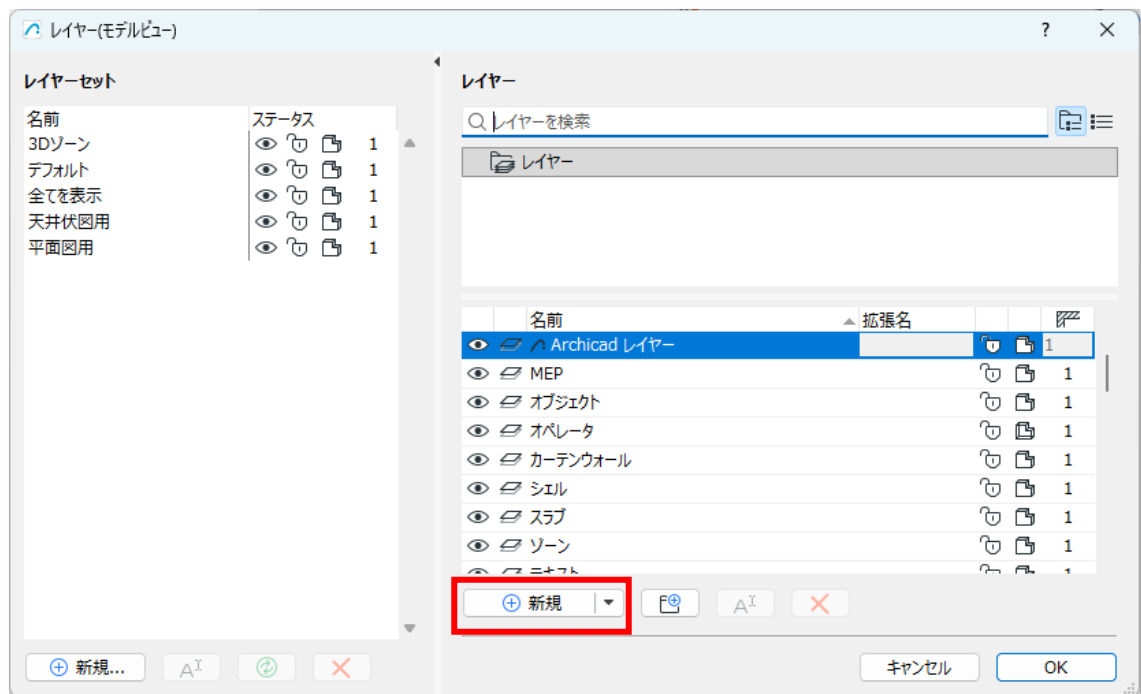 レイヤー(モデルビュー)
?
レイヤーセット
名前 ステータス
3Dゾーン 1
デフォルト 1
全てを表示 1
天井伏図用 1
平面図用 1
新規...
レイヤー
レイヤーを検索
レイヤー
名前 拡張名
Archicad レイヤー 1
MEP 1
オブジェクト 1
オペレータ 1
カーテンウォール 1
シェル 1
スラブ 1
ゾーン 1
テキスト 1
新規
キャンセル OK